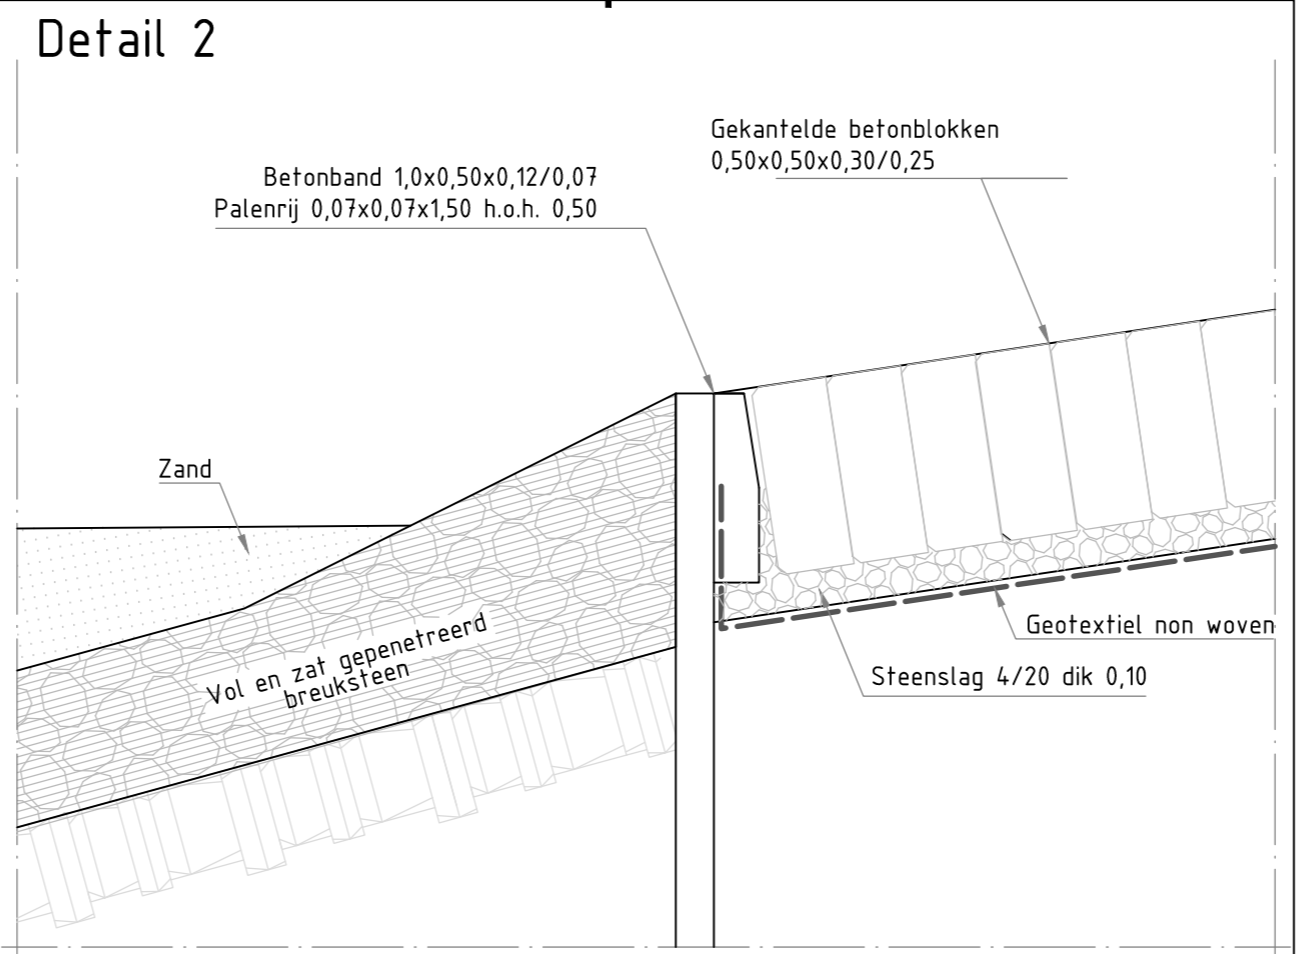 Detail 2
Gekantelde betonblokken
0,50x0,50x0,30/0,25
Betonband 1,0x0,50x0,12/0,07
Palenrij 0,07x0,07x1,50 h.o.h. 0,50
Zand
Vol en zat gepenetreerd
breuksteen
Geotextiel non woven
Steenslag 4/20 dik 0,10